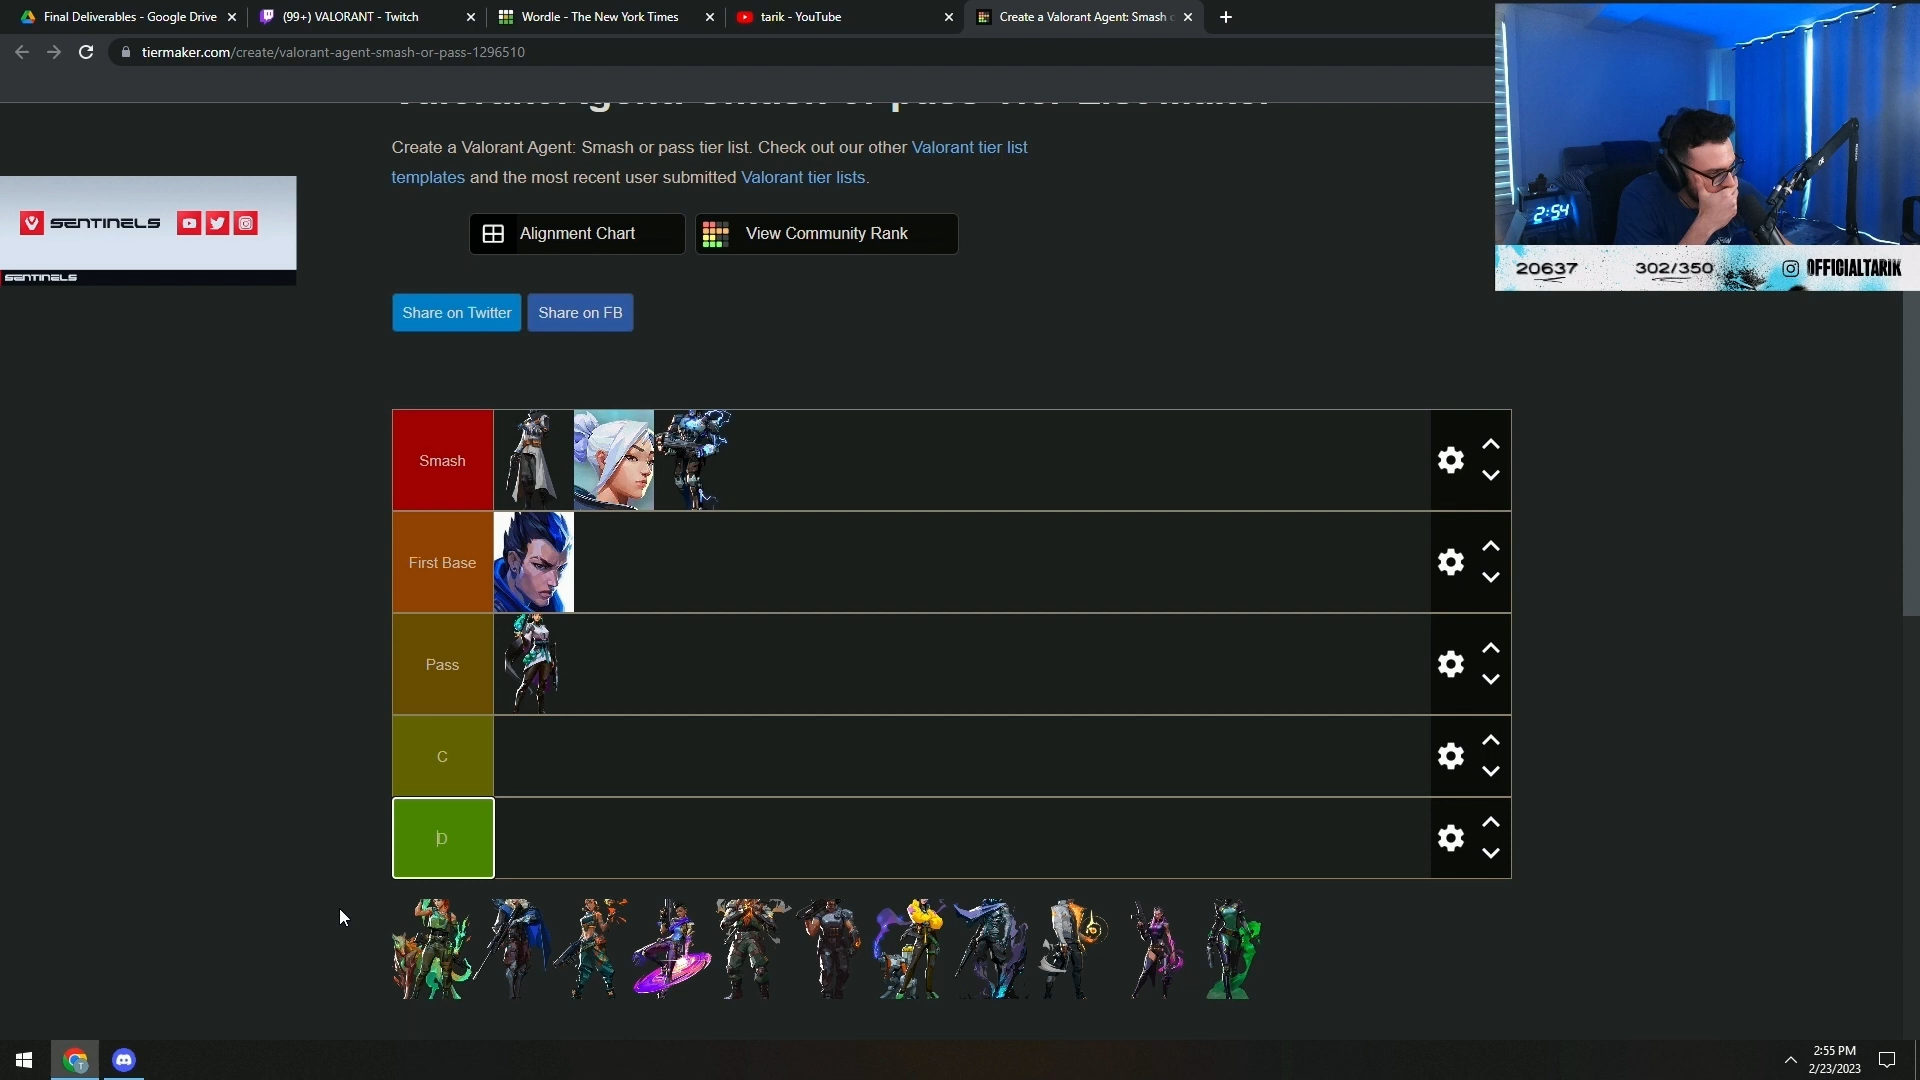 Final Deliverables - Google Drive
(99+) VALORANT - Twitch
Wordle - The New York Times
tarik - YouTube
Create a Valorant Agent: Smash
tiermaker.com/create/valorant-agent-smash-or-pass-1296510
Create a Valorant Agent: Smash or pass tier list. Check out our other Valorant tier list
templates and the most recent user submitted Valorant tier lists.
SENTINELS
SENTINELS
Alignment Chart
View Community Rank
2:54
20637
302/350
OFFICIALTARIK
Share on Twitter
Share on FB
Smash
First Base
Pass
C
D
2:55 PM
2/23/2023